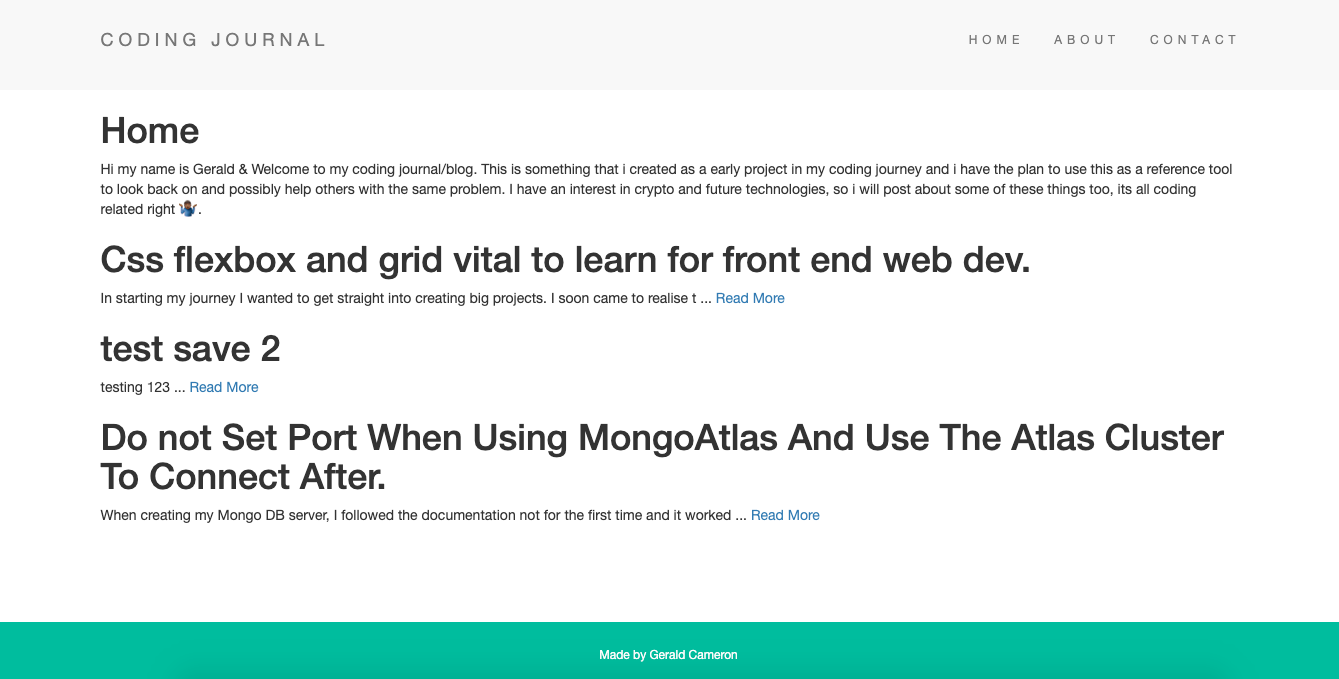 CODING JOURNAL
HOME ABOUT CONTACT
Home
Hi my name is Gerald & Welcome to my coding journal/blog. This is something that i created as a early project in my coding journey and i have the plan to use this as a reference tool
to look back on and possibly help others with the same problem. I have an interest in crypto and future technologies, so i will post about some of these things too, its all coding
related right 🤷🏾‍♂️.
Css flexbox and grid vital to learn for front end web dev.
In starting my journey I wanted to get straight into creating big projects. I soon came to realise t ... Read More
test save 2
testing 123 ... Read More
Do not Set Port When Using MongoAtlas And Use The Atlas Cluster
To Connect After.
When creating my Mongo DB server, I followed the documentation not for the first time and it worked ... Read More
Made by Gerald Cameron